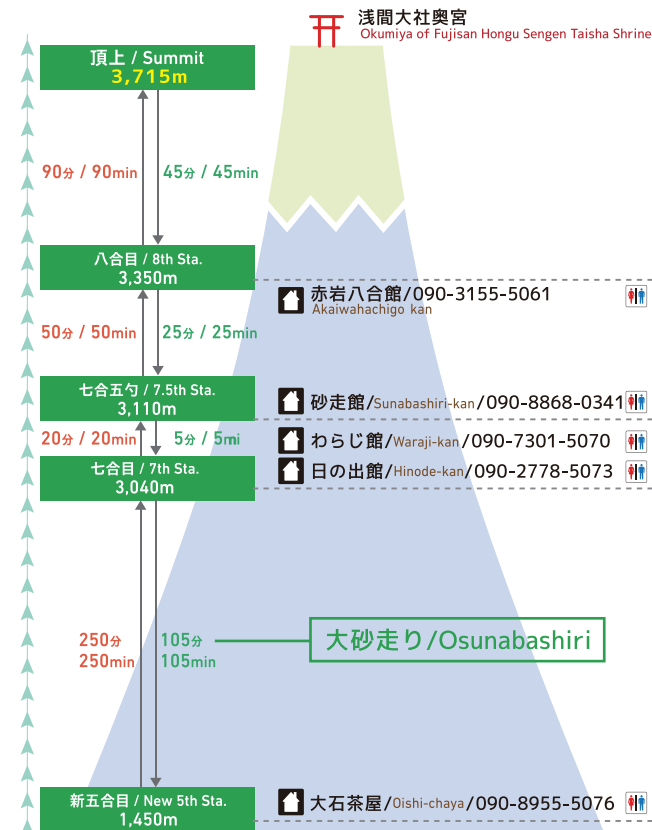 浅間大社奥宮
Okumiya of Fujisan Hongu Sengen Taisha Shrine
頂上 / Summit
3,715m
90分 / 90min
45分 / 45min
八合目 / 8th Sta.
3,350m
赤岩八合館/090-3155-5061
Akaiwahachigo kan
50分 / 50min
25分 / 25min
七合五勺 / 7.5th Sta.
3,110m
砂走館/Sunabashiri-kan/090-8868-0341
20分 / 20min
5分 / 5mi
わらじ館/Waraji-kan/090-7301-5070
七合目 / 7th Sta.
3,040m
日の出館/Hinode-kan/090-2778-5073
250分
250min
105分
105min
大砂走り/Osunabashiri
新五合目 / New 5th Sta.
1,450m
大石茶屋/Oishi-chaya/090-8955-5076